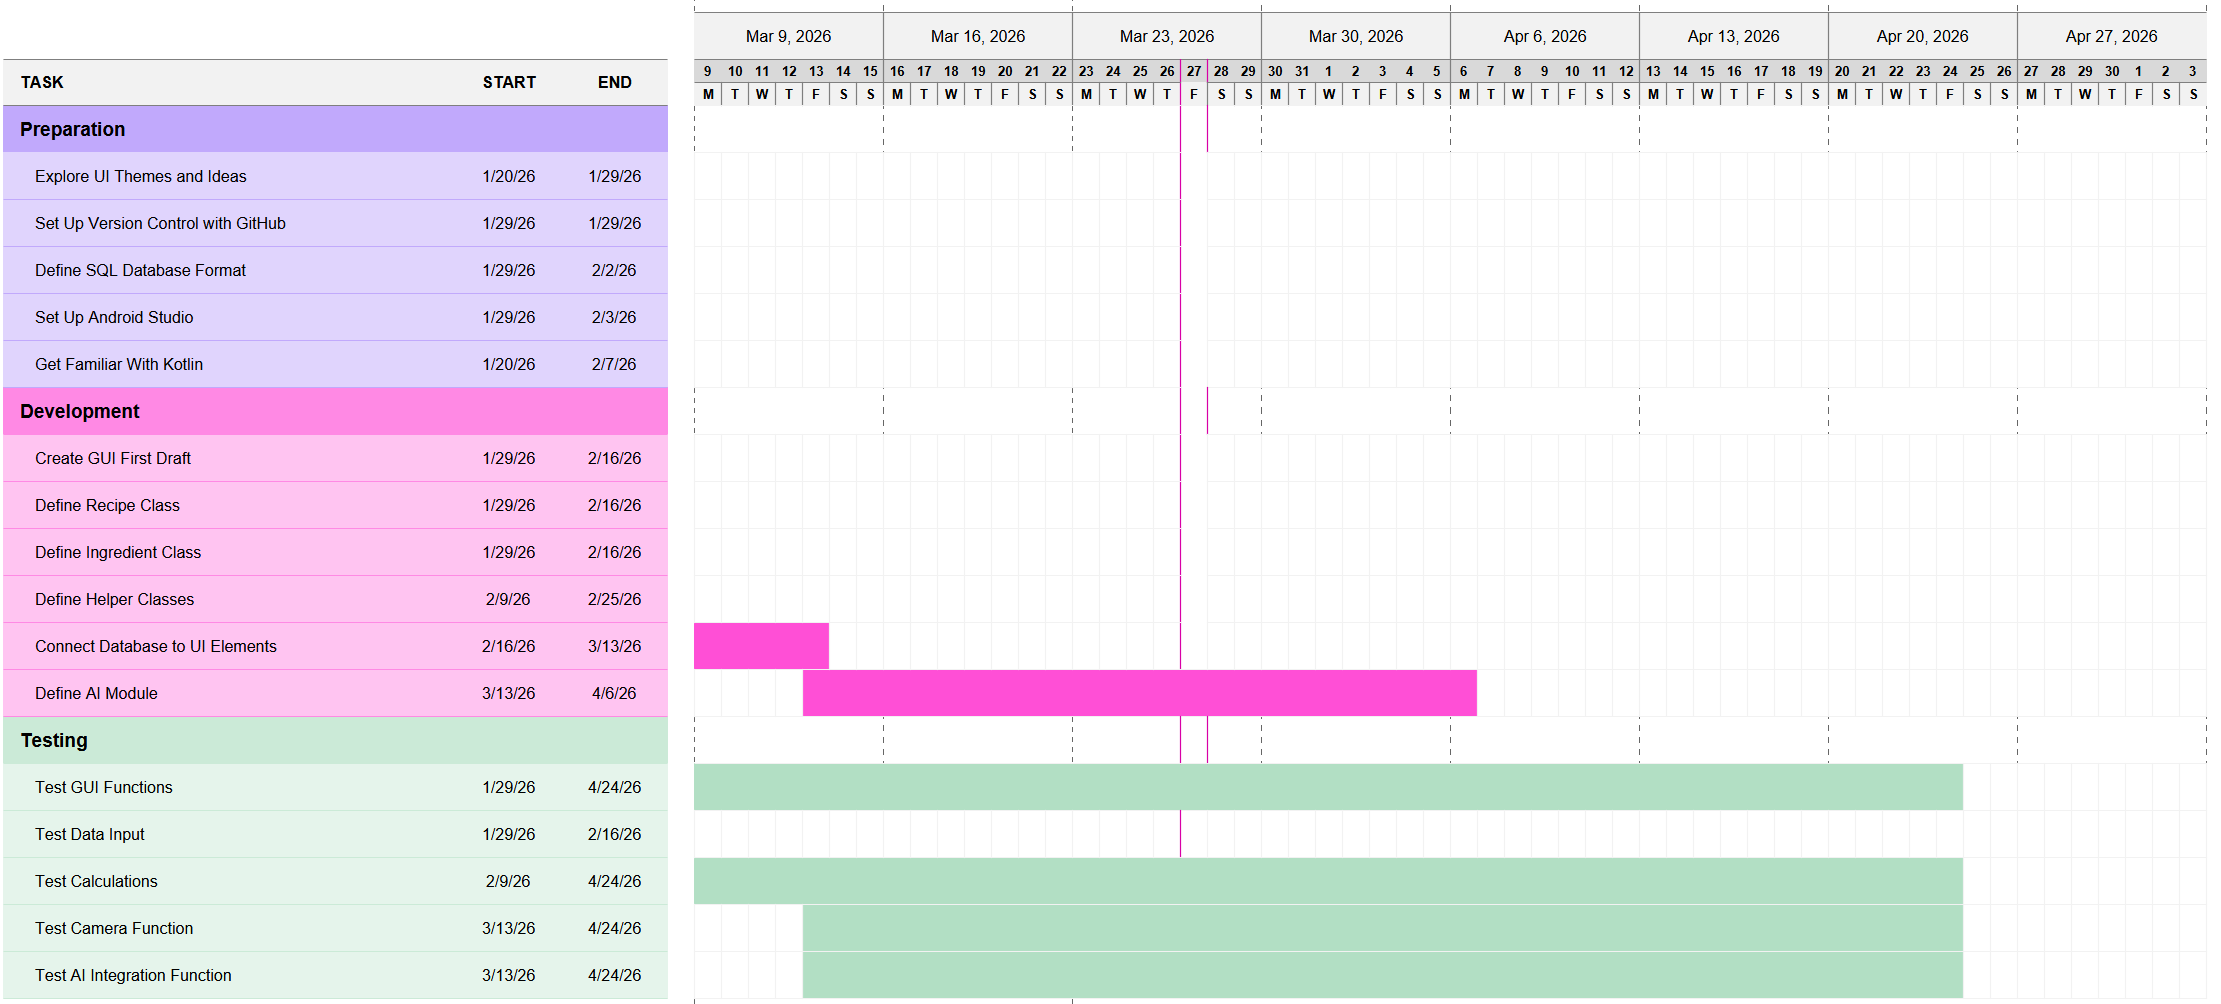 Mar 9, 2026 Mar 16, 2026 Mar 23, 2026 Mar 30, 2026 Apr 6, 2026 Apr 13, 2026 Apr 20, 2026 Apr 27, 2026
9 10 11 12 13 14 15 16 17 18 19 20 21 22 23 24 25 26 27 28 29 30 31 1 2 3 4 5 6 7 8 9 10 11 12 13 14 15 16 17 18 19 20 21 22 23 24 25 26 27 28 29 30 1 2 3
TASK START END
M T W T F S S M T W T F S S M T W T F S S M T W T F S S M T W T F S S M T W T F S S M T W T F S S M T W T F S S
Preparation
Explore UI Themes and Ideas 1/20/26 1/29/26
Set Up Version Control with GitHub 1/29/26 1/29/26
Define SQL Database Format 1/29/26 2/2/26
Set Up Android Studio 1/29/26 2/3/26
Get Familiar With Kotlin 1/20/26 2/7/26
Development
Create GUI First Draft 1/29/26 2/16/26
Define Recipe Class 1/29/26 2/16/26
Define Ingredient Class 1/29/26 2/16/26
Define Helper Classes 2/9/26 2/25/26
Connect Database to UI Elements 2/16/26 3/13/26
Define AI Module 3/13/26 4/6/26
Testing
Test GUI Functions 1/29/26 4/24/26
Test Data Input 1/29/26 2/16/26
Test Calculations 2/9/26 4/24/26
Test Camera Function 3/13/26 4/24/26
Test AI Integration Function 3/13/26 4/24/26